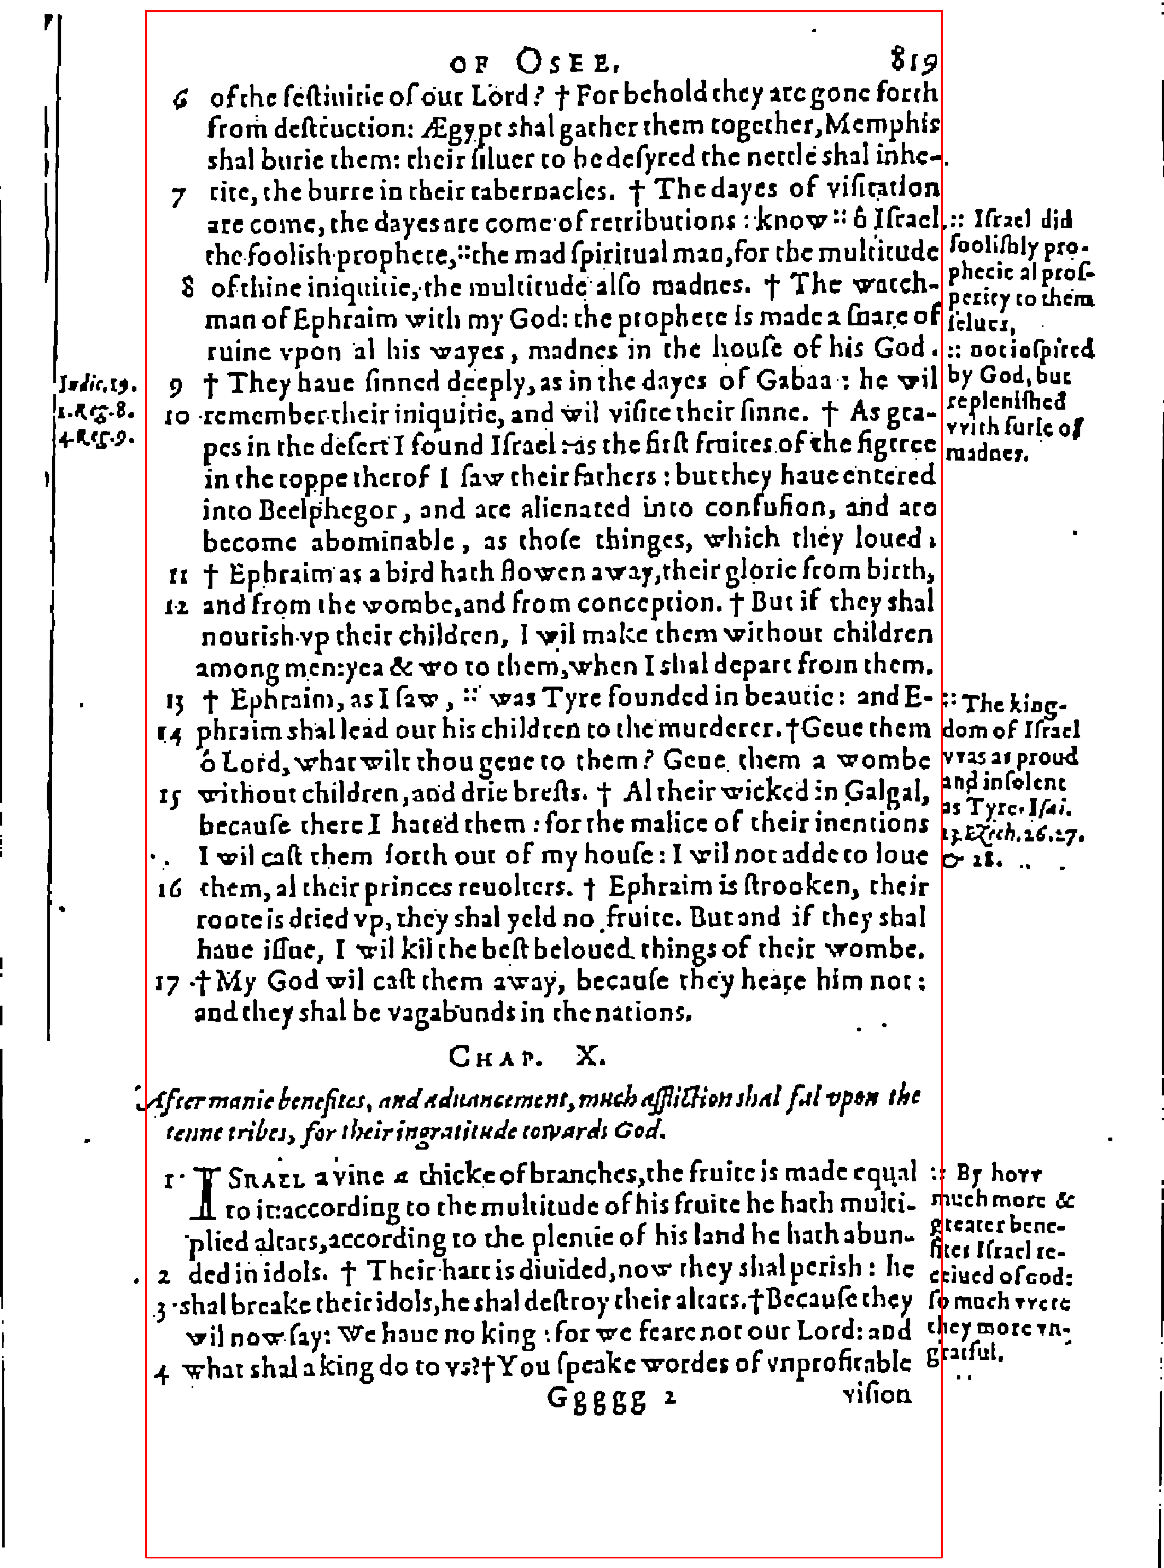 OF OSEE. 819
6 of the feſtiuitie of our Lord? † For behold they are gone forth
from deſtruction: Ægypt shal gather them together, Memphis
shal burie them: their ſiluer to be deſyred the nettle shal inhe-
7 rite, the burre in their tabernacles. † The dayes of viſitation
are come, the dayes are come of retributions: know :: ô Iſrael
the foolish prophete, :: the mad ſpiritual man, for the multitude
8 of thine iniquitie, the multitude alſo madnes. † The watch-
man of Ephraim with my God: the prophete is made a ſnare of
ruine vpon al his wayes, madnes in the houſe of his God.
9 † They haue ſinned deeply, as in the dayes of Gabaa: he wil
10 remember their iniquitie, and wil viſite their ſinne. † As gra-
pes in the deſert I found Iſrael: as the firſt fruites of the figtree
in the toppe therof I ſaw their fathers: but they haue entered
into Beelphegor, and are alienated into confuſion, and are
become abominable, as thoſe thinges, which they loued.
11 † Ephraim as a bird hath flowen away, their glorie from birth,
12 and from the wombe, and from conception. † But if they shal
nourish vp their children, I wil make them without children
among men: yea & wo to them, when I shal depart from them.
13 † Ephraim, as I ſaw, :: was Tyre founded in beautie: and E-
14 phraim shal lead out his children to the murderer. † Geue them
ô Lord, what wilt thou geue to them? Geue them a wombe
15 without children, and drie breſts. † Al their wicked in Galgal,
becauſe there I hated them: for the malice of their inentions
I wil caſt them forth out of my houſe: I wil not adde to loue
16 them, al their princes reuolters. † Ephraim is ſtrooken, their
roote is dried vp, they shal yeld no fruite. But and if they shal
haue iſſue, I wil kil the beſt beloued things of their wombe.
17 † My God wil caſt them away, becauſe they heare him not:
and they shal be vagabunds in the nations.
CHAP. X.
After manie benefites, and aduancement, much affliction shal fal vpon the
tenne tribes, for their ingratitude towards God.
1 ISRAEL a vine a thicke of branches, the fruite is made equal
to it: according to the multitude of his fruite he hath multi-
plied altars, according to the plentie of his land he hath abun-
2 ded in idols. † Their hart is diuided, now they shal perish: he
3 shal breake their idols, he shal deſtroy their altars. † Becauſe they
wil now ſay: We haue no king: for we feare not our Lord: and
4 what shal a king do to vs? † You ſpeake wordes of vnprofitable
Ggggg 2 viſion
Iudic. 19.
1. Reg. 8.
4. Reg. 9.
:: Iſrael did
fooliſhly pro-
phecie al proſ-
perity to them
ſelues,
:: not inſpired
by God, but
repleniſhed
vvith furie of
madnes.
:: The king-
dom of Iſrael
vvas as proud
and inſolent
as Tyre. Iſai.
23. Ezech. 26. 27.
& 28.
:: By hovv
much more &
greater bene-
fites Iſrael re-
ceiued of God:
ſo much vvere
they more vn-
gratful.